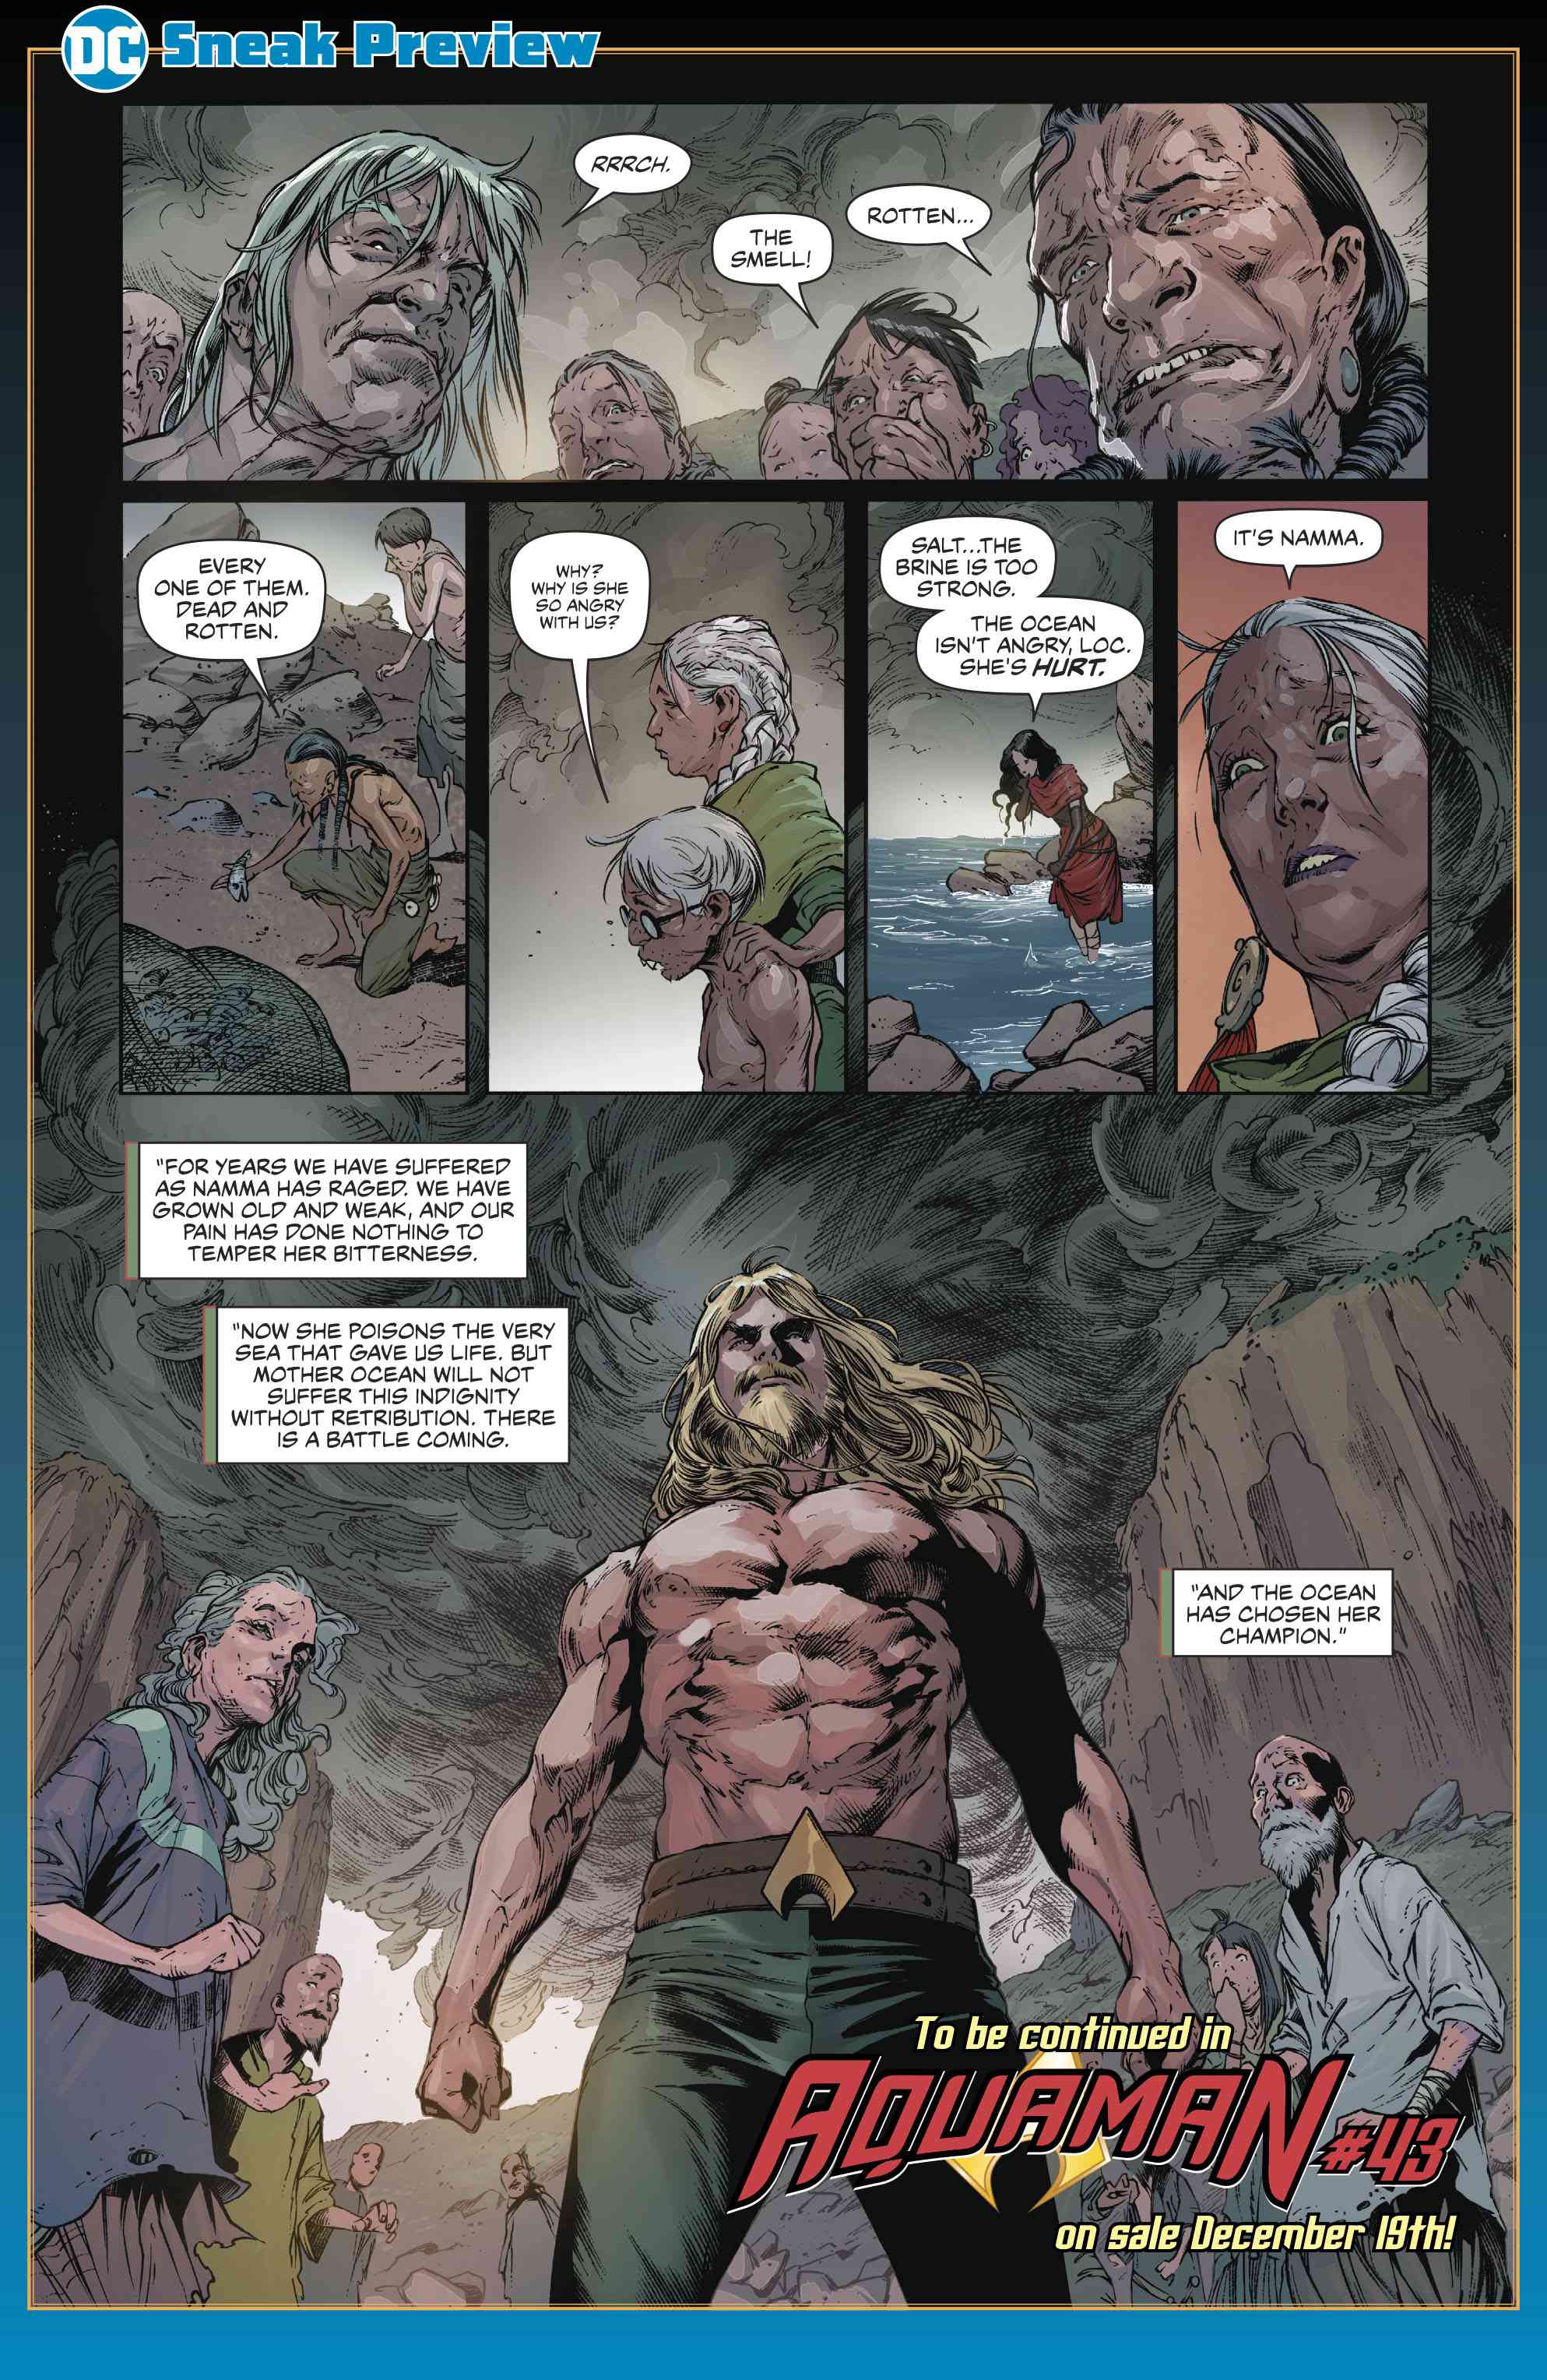 DC Sneak Preview
RRRCH.
THE
SMELL!
ROTTEN...
EVERY
ONE OF THEM.
DEAD AND
ROTTEN.
WHY?
WHY IS SHE
SO ANGRY
WITH US?
SALT...THE
BRINE IS TOO
STRONG.
THE OCEAN
ISN'T ANGRY, LOC.
SHE'S HURT.
IT'S NAMMA.
"FOR YEARS WE HAVE SUFFERED
AS NAMMA HAS RAGED. WE HAVE
GROWN OLD AND WEAK, AND OUR
PAIN HAS DONE NOTHING TO
TEMPER HER BITTERNESS.
"NOW SHE POISONS THE VERY
SEA THAT GAVE US LIFE. BUT
MOTHER OCEAN WILL NOT
SUFFER THIS INDIGNITY
WITHOUT RETRIBUTION. THERE
IS A BATTLE COMING.
"AND THE OCEAN
HAS CHOSEN HER
CHAMPION."
To be continued in
AQUAMAN #43
on sale December 19th!